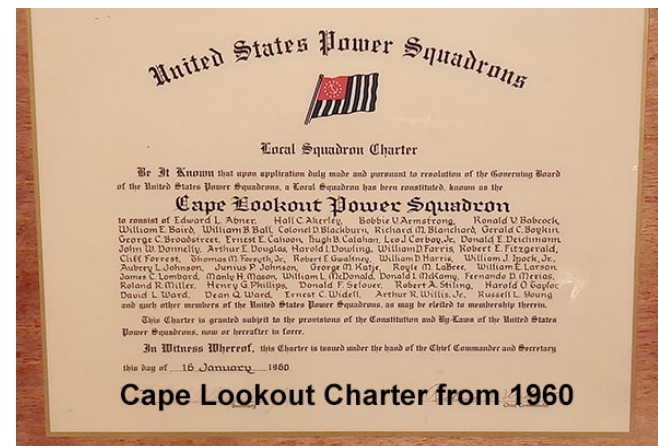 United States Power Squadrons
Local Squadron Charter
Be It Known that upon application duly made and pursuant to resolution of the Governing Board
of the United States Power Squadrons, a Local Squadron has been constituted, known as the
Cape Lookout Power Squadron
to consist of Edward L. Abner, Hall C. Akerley, Bobbie V. Armstrong, Ronald V. Babcock,
William E. Baird, William B. Ball, Colonel D. Blackburn, Richard M. Blanchard, Gerald C. Boykin,
George C. Broadstreet, Ernest E. Cahoon, Hugh B. Calahan, Leo J. Corboy, Jr., Donald E. Deichmann,
John W. Donnelly, Arthur E. Douglas, Harold L. Dowling, William D. Farris, Robert E. Fitzgerald,
Cliff Forrest, Thomas M. Forsyth, Jr., Robert E. Gwaltney, William D. Harris, William J. Ipock, Jr.,
Aubrey L. Johnson, Junius P. Johnson, George M. Katje, Royle M. LaBree, William E. Larson,
James C. Lombard, Manly H. Mason, William L. McDonald, Donald I. McKamy, Fernando D. Merias,
Roland R. Miller, Henry G. Phillips, Donald F. Selover, Robert A. Stiling, Harold O. Gaylor,
David L. Ward, Dean Q. Ward, Ernest C. Widell, Arthur R. Willis, Jr., Russell L. Young
and such other members of the United States Power Squadrons, as may be elected to membership therein.
This Charter is granted subject to the provisions of the Constitution and By-Laws of the United States
Power Squadrons, now or hereafter in force.
In Witness Whereof, this Charter is issued under the hand of the Chief Commander and Secretary
this day of 16 January 1960
Cape Lookout Charter from 1960
Secretary
Chief Commander